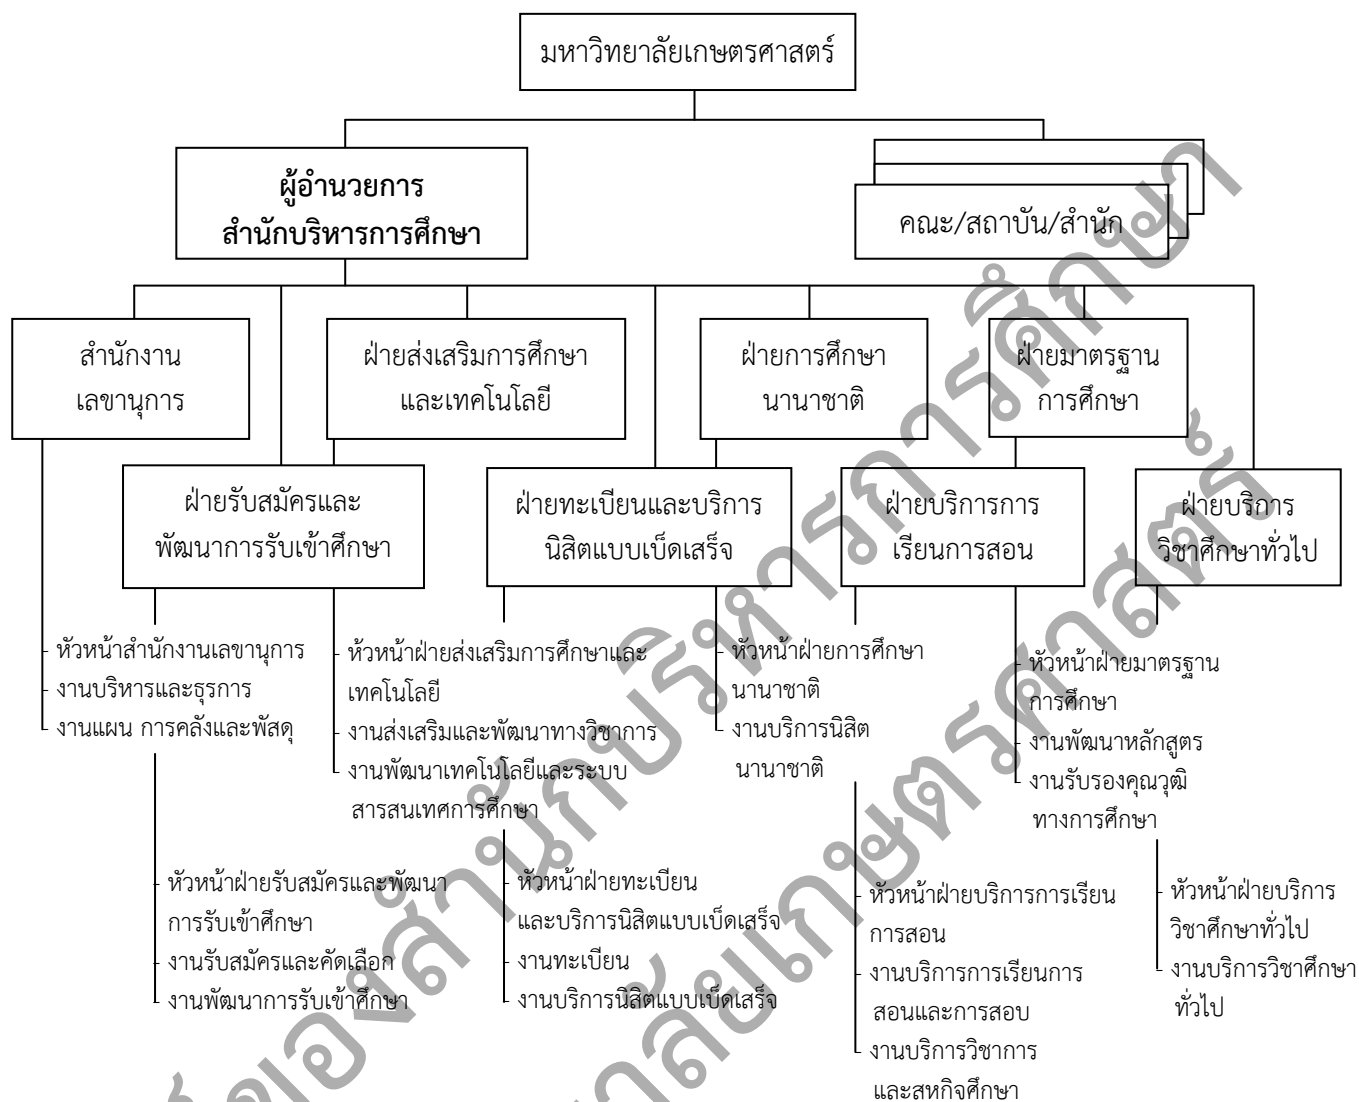 มหาวิทยาลัยเกษตรศาสตร์
ผู้อำนวยการ
สำนักบริหารการศึกษา
คณะ/สถาบัน/สำนัก
สำนักงาน
เลขานุการ
ฝ่ายส่งเสริมการศึกษา
และเทคโนโลยี
ฝ่ายการศึกษา
นานาชาติ
ฝ่ายมาตรฐาน
การศึกษา
ฝ่ายรับสมัครและ
พัฒนาการรับเข้าศึกษา
ฝ่ายทะเบียนและบริการ
นิสิตแบบเบ็ดเสร็จ
ฝ่ายบริการการ
เรียนการสอน
ฝ่ายบริการ
วิชาศึกษาทั่วไป
- หัวหน้าสำนักงานเลขานุการ
- งานบริหารและธุรการ
- งานแผน การคลังและพัสดุ
- หัวหน้าฝ่ายส่งเสริมการศึกษาและ
เทคโนโลยี
- งานส่งเสริมและพัฒนาทางวิชาการ
- งานพัฒนาเทคโนโลยีและระบบ
สารสนเทศการศึกษา
- หัวหน้าฝ่ายการศึกษา
นานาชาติ
- งานบริการนิสิต
นานาชาติ
- หัวหน้าฝ่ายมาตรฐาน
การศึกษา
- งานพัฒนาหลักสูตร
- งานรับรองคุณวุฒิ
ทางการศึกษา
- หัวหน้าฝ่ายรับสมัครและพัฒนา
การรับเข้าศึกษา
- งานรับสมัครและคัดเลือก
- งานพัฒนาการรับเข้าศึกษา
- หัวหน้าฝ่ายทะเบียน
และบริการนิสิตแบบเบ็ดเสร็จ
- งานทะเบียน
- งานบริการนิสิตแบบเบ็ดเสร็จ
- หัวหน้าฝ่ายบริการการเรียน
การสอน
- งานบริการการเรียนการ
สอนและการสอบ
- งานบริการวิชาการ
และสหกิจศึกษา
- หัวหน้าฝ่ายบริการ
วิชาศึกษาทั่วไป
- งานบริการวิชาศึกษา
ทั่วไป
ของสำนักบริหารการศึกษา